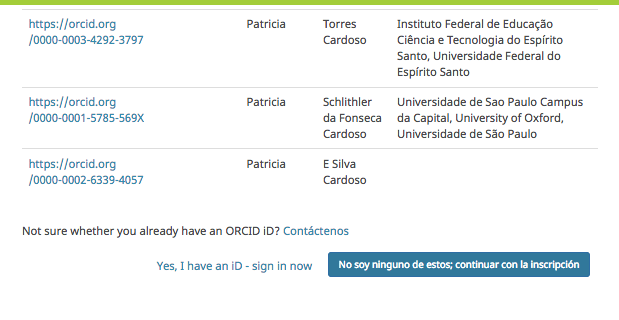 https://orcid.org Patricia Torres Instituto Federal de Educação
/0000-0003-4292-3797 Cardoso Ciência e Tecnologia do Espírito
Santo, Universidade Federal do
Espírito Santo
https://orcid.org Patricia Schlithler Universidade de Sao Paulo Campus
/0000-0001-5785-569X da Fonseca da Capital, University of Oxford,
Cardoso Universidade de São Paulo
https://orcid.org Patricia E Silva
/0000-0002-6339-4057 Cardoso
Not sure whether you already have an ORCID iD? Contáctenos
Yes, I have an iD - sign in now No soy ninguno de estos; continuar con la inscripción